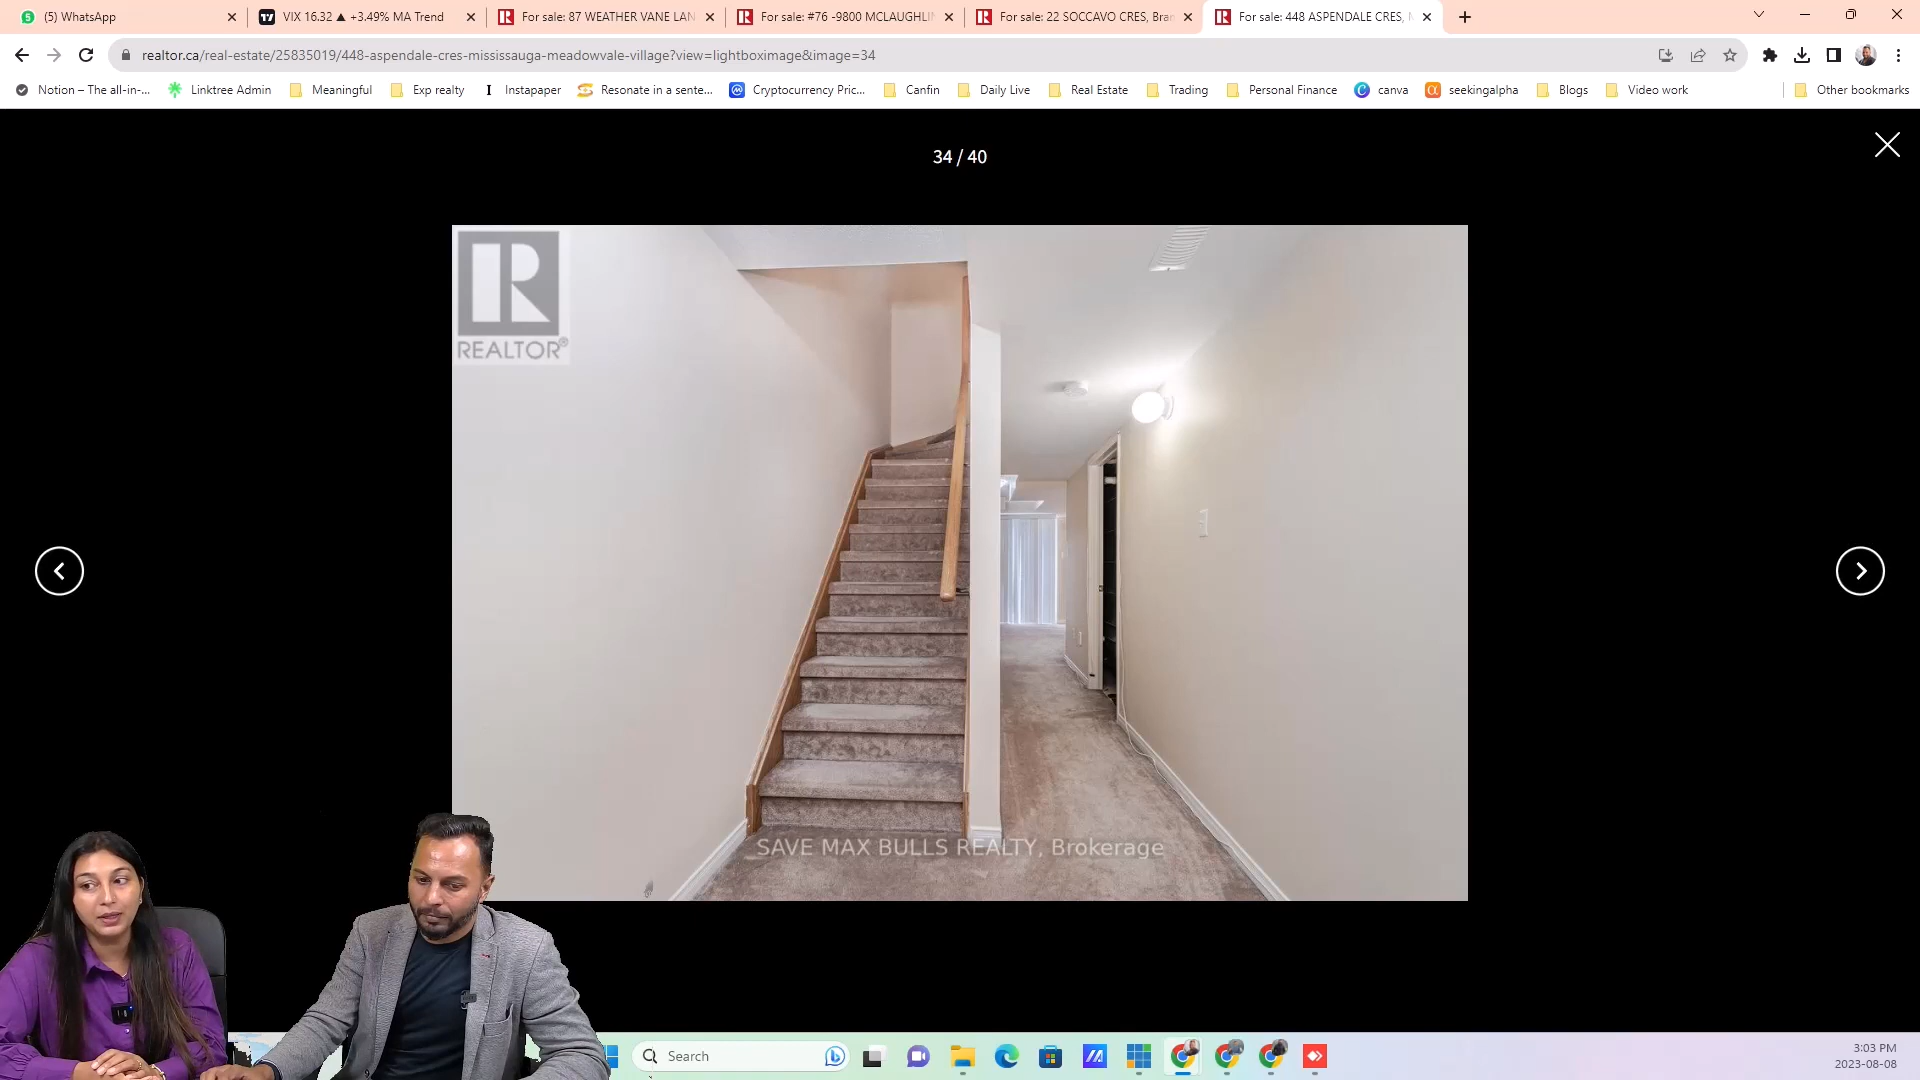 (5) WhatsApp
VIX 16.32 ▲ +3.49% MA Trend
For sale: 87 WEATHER VANE LAN
For sale: #76 -9800 MCLAUGHLIN
For sale: 22 SOCCAVO CRES, Bran
For sale: 448 ASPENDALE CRES, M
realtor.ca/real-estate/25835019/448-aspendale-cres-mississauga-meadowvale-village?view=lightboximage&image=34
Notion – The all-in-...
Linktree Admin
Meaningful
Exp realty
Instapaper
Resonate in a sente...
Cryptocurrency Pric...
Canfin
Daily Live
Real Estate
Trading
Personal Finance
canva
seekingalpha
Blogs
Video work
Other bookmarks
34 / 40
REALTOR®
SAVE MAX BULLS REALTY, Brokerage
Search
3:03 PM
2023-08-08